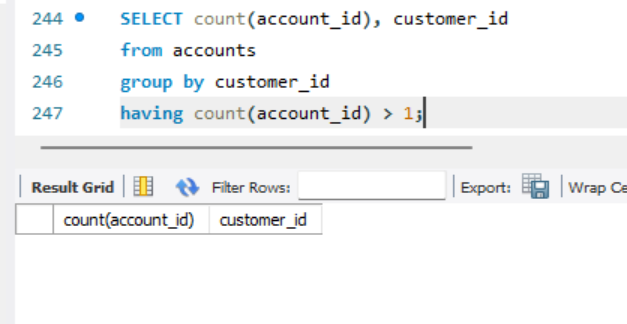 244 SELECT count(account_id), customer_id
245 from accounts
246 group by customer_id
247 having count(account_id) > 1;
Result Grid Filter Rows: Export: Wrap Ce
count(account_id) customer_id